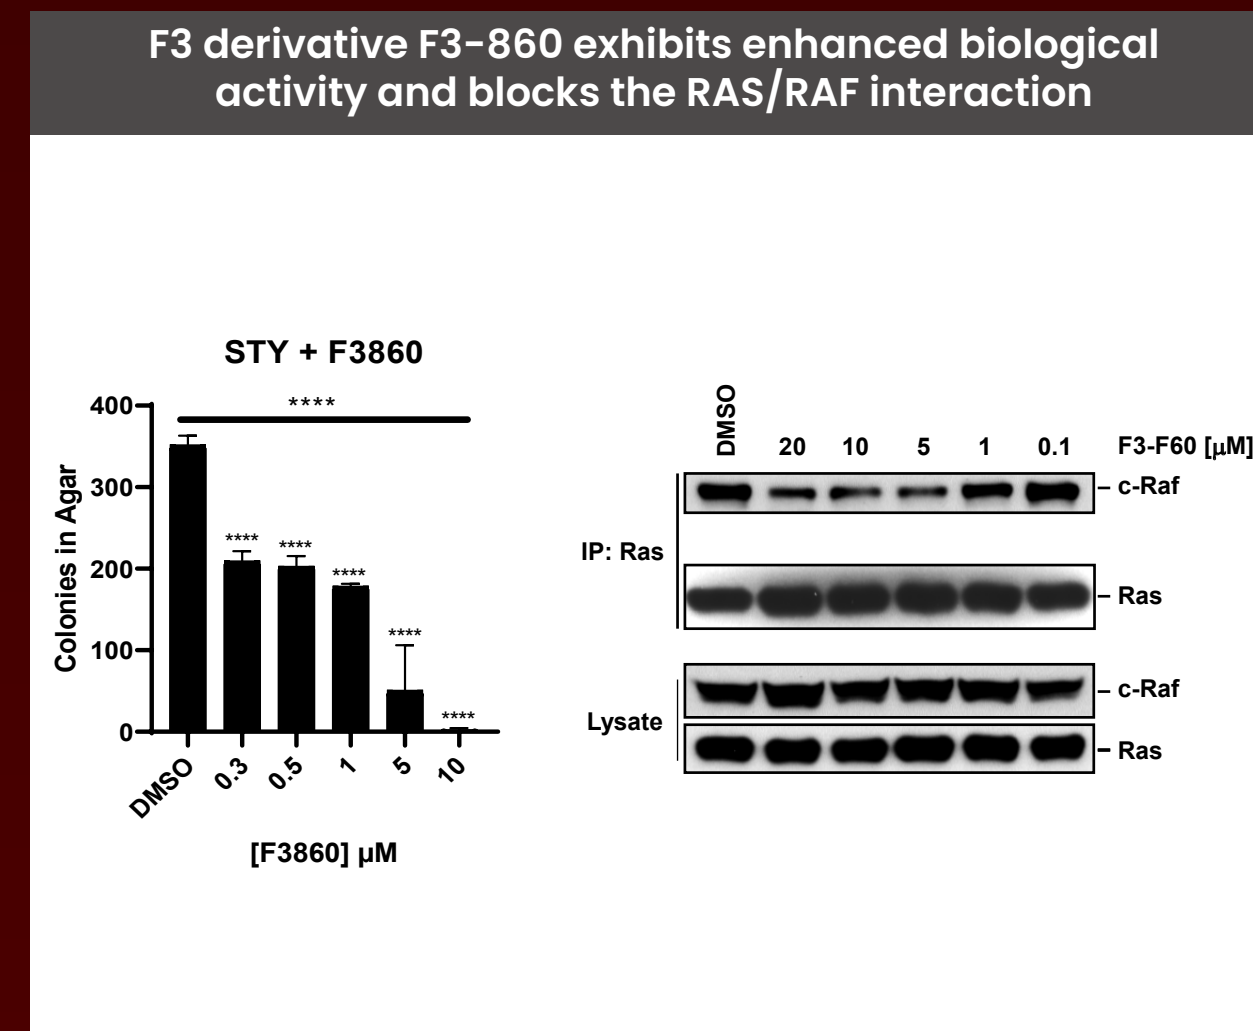 F3 derivative F3-860 exhibits enhanced biological
activity and blocks the RAS/RAF interaction
STY + F3860
Colonies in Agar
400
300
200
100
0
****
****
****
****
****
****
DMSO 0.3 0.5 1 5 10
[F3860] µM
DMSO 20 10 5 1 0.1 F3-F60 [µM]
IP: Ras
c-Raf
Ras
Lysate
c-Raf
Ras